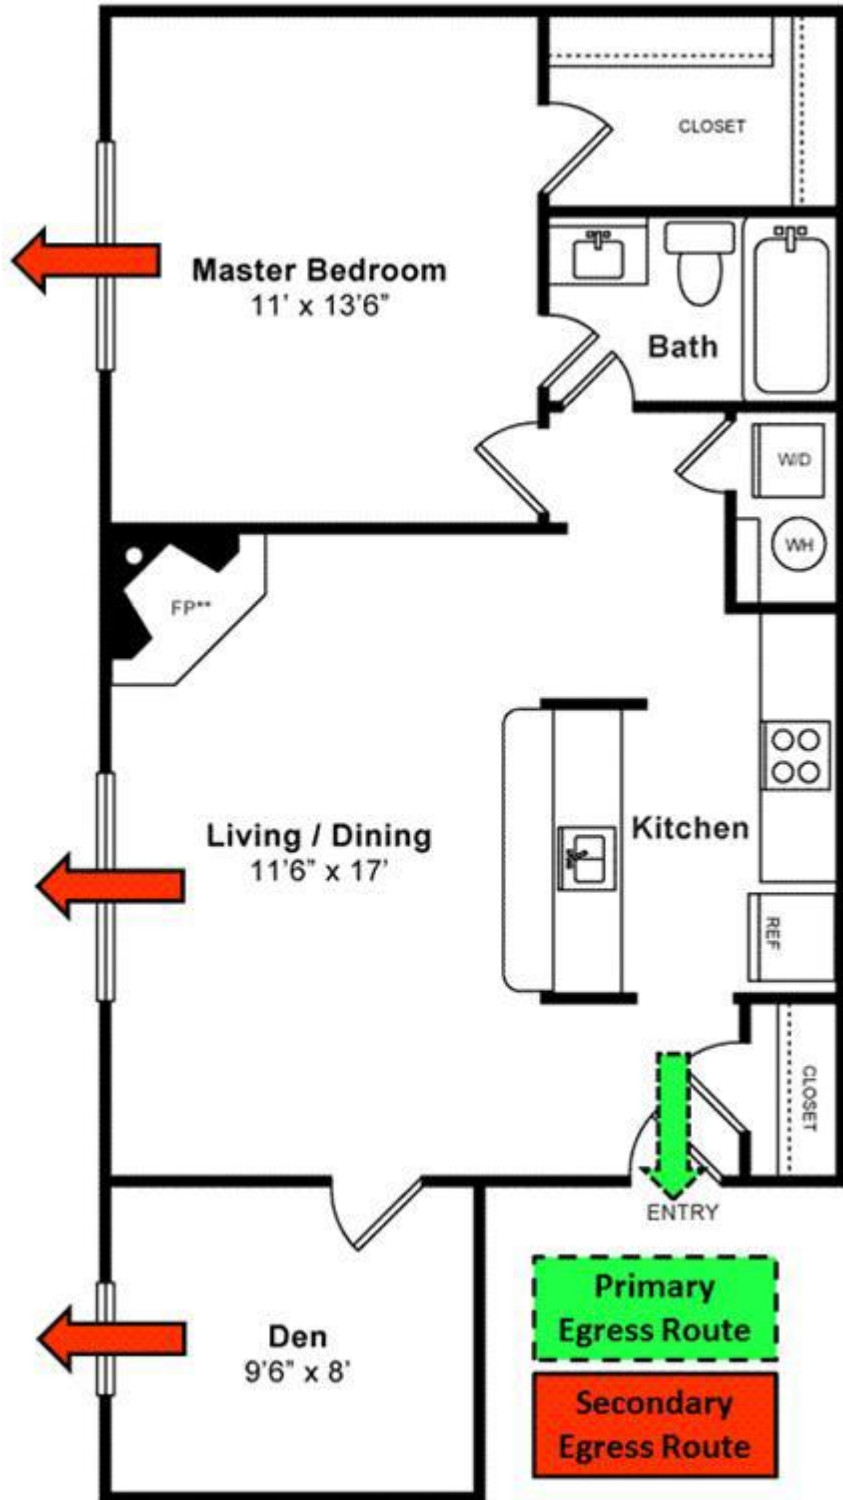 CLOSET
Master Bedroom
11' x 13'6"
Bath
W/D
WH
FP**
Living / Dining
11'6" x 17'
Kitchen
REF
CLOSET
ENTRY
Den
9'6" x 8'
Primary
Egress Route
Secondary
Egress Route